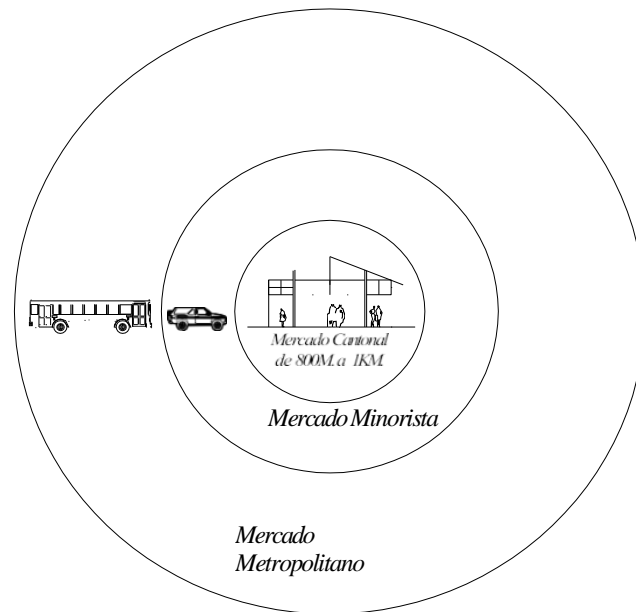 Mercado Cantonal
de 800M. a 1KM.
Mercado Minorista
Mercado
Metropolitano